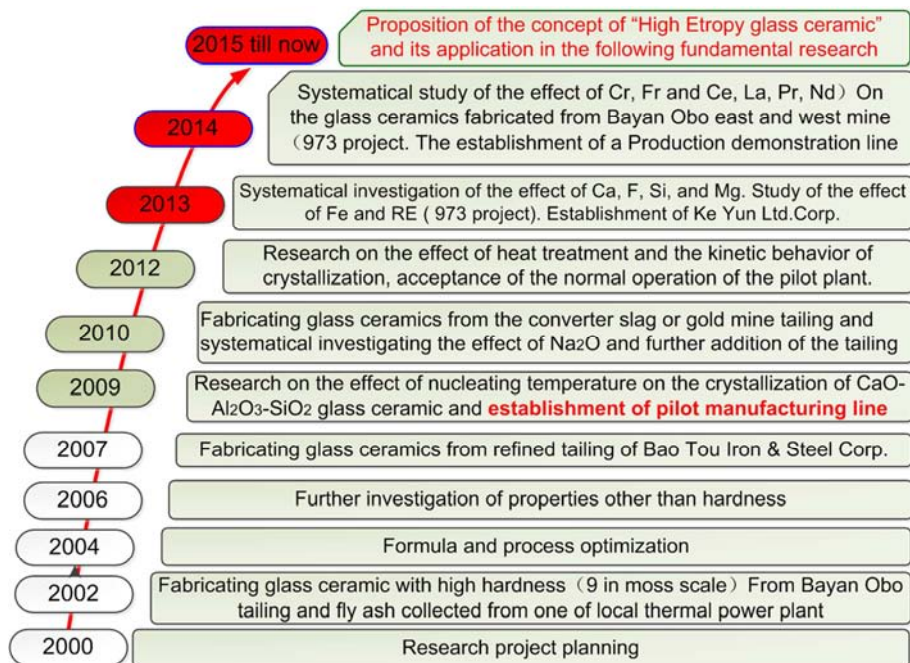 2015 till now
Proposition of the concept of “High Etropy glass ceramic”
and its application in the following fundamental research
2014
Systematical study of the effect of Cr, Fr and Ce, La, Pr, Nd）On
the glass ceramics fabricated from Bayan Obo east and west mine
（973 project. The establishment of a Production demonstration line
2013
Systematical investigation of the effect of Ca, F, Si, and Mg. Study of the effect
of Fe and RE ( 973 project). Establishment of Ke Yun Ltd.Corp.
2012
Research on the effect of heat treatment and the kinetic behavior of
crystallization, acceptance of the normal operation of the pilot plant.
2010
Fabricating glass ceramics from the converter slag or gold mine tailing and
systematical investigating the effect of Na2O and further addition of the tailing
2009
Research on the effect of nucleating temperature on the crystallization of CaO-
Al2O3-SiO2 glass ceramic and establishment of pilot manufacturing line
2007
Fabricating glass ceramics from refined tailing of Bao Tou Iron & Steel Corp.
2006
Further investigation of properties other than hardness
2004
Formula and process optimization
2002
Fabricating glass ceramic with high hardness（9 in moss scale）From Bayan Obo
tailing and fly ash collected from one of local thermal power plant
2000
Research project planning